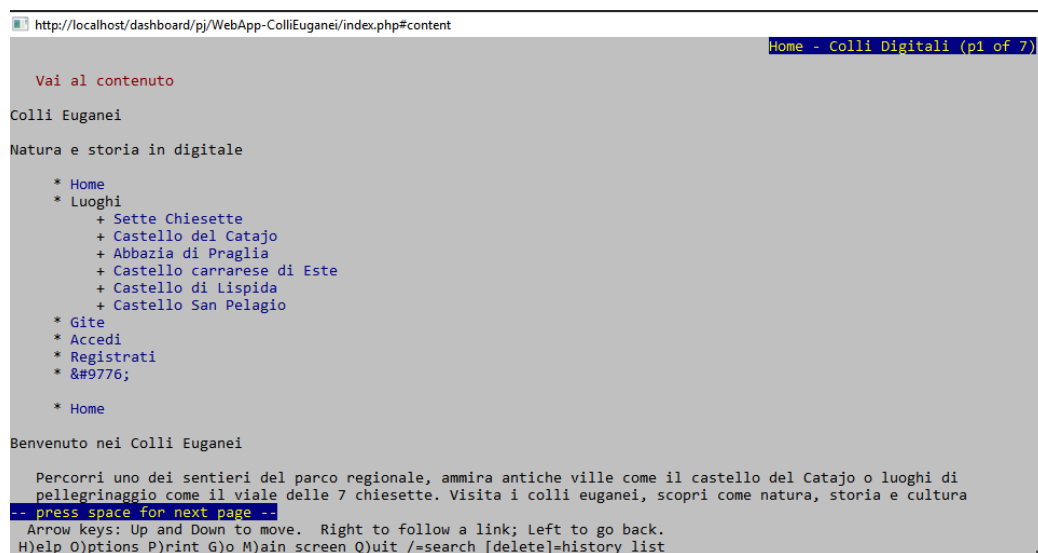 http://localhost/dashboard/pj/WebApp-ColliEuganei/index.php#content
Home - Colli Digitali (p1 of 7)
Vai al contenuto
Colli Euganei
Natura e storia in digitale
* Home
* Luoghi
+ Sette Chiesette
+ Castello del Catajo
+ Abbazia di Praglia
+ Castello carrarese di Este
+ Castello di Lispida
+ Castello San Pelagio
* Gite
* Accedi
* Registrati
* &#9776;
* Home
Benvenuto nei Colli Euganei
Percorri uno dei sentieri del parco regionale, ammira antiche ville come il castello del Catajo o luoghi di
pellegrinaggio come il viale delle 7 chiesette. Visita i colli euganei, scopri come natura, storia e cultura
-- press space for next page --
Arrow keys: Up and Down to move. Right to follow a link; Left to go back.
H)elp O)ptions P)rint G)o M)ain screen Q)uit /=search [delete]=history list